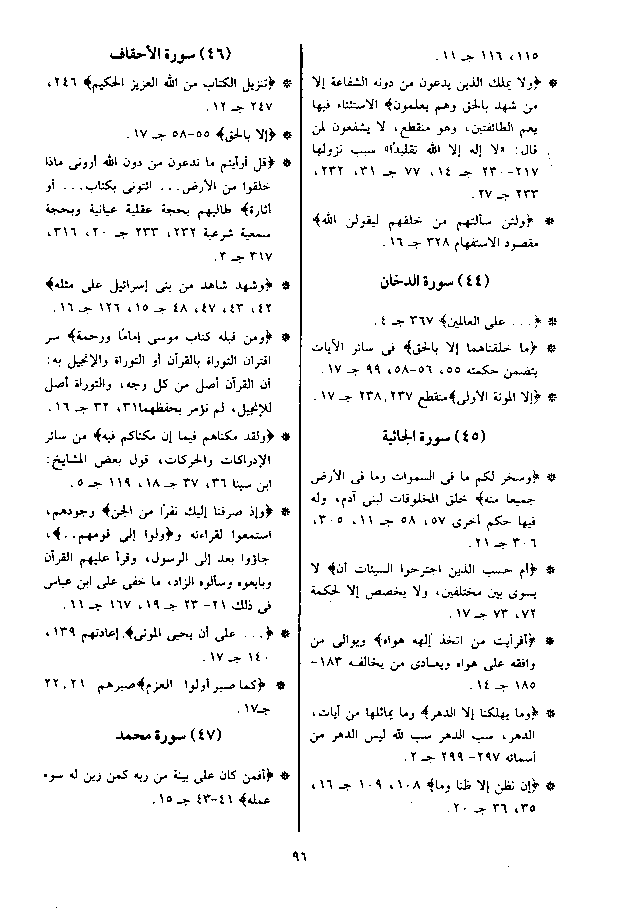 ١١٥، ١١٦ جـ ١١.
* ﴿ولا يملك الذين يدعون من دونه الشفاعة إلا
من شهد بالحق وهم يعلمون﴾ الاستثناء فيها
يعم الطائفتين، وهو منقطع، لا يشفعون لمن
قال: «لا إله إلا الله تقليدًا» سبب نزولها
٢١٧-٢٣٠ جـ ١٤، ٧٧ جـ ٣١، ٢٣٢،
٢٣٣ جـ ٢٧.
* ﴿ولئن سألتهم من خلقهم ليقولن الله﴾
مقصود الاستفهام ٣٢٨ جـ ١٦.
(٤٤) سورة الدخان
* ﴿... على العالمين﴾ ٣٦٧ جـ ٤.
* ﴿ما خلقناهما إلا بالحق﴾ فى سائر الآيات
يتضمن حكمته ٥٥، ٥٦-٥٨، ٩٩ جـ ١٧.
* ﴿إلا الموتة الأولى﴾ منقطع ٢٣٨،٢٣٧ جـ ١٧.
(٤٥) سورة الجاثية
* ﴿وسخر لكم ما فى السموات وما فى الأرض
جميعا منه﴾ خلق المخلوقات لبنى آدم، وله
فيها حكم أخرى ٥٧، ٥٨ جـ ١١، ٣٠٥،
٣٠٦ جـ ٢١.
* ﴿أم حسب الذين اجترحوا السيئات أن﴾ لا
يسوى بين مختلفين، ولا يخصص إلا لحكمة
٧٢، ٧٣ جـ ١٧.
* ﴿أفرأيت من اتخذ إلهه هواه﴾ ويوالى من
وافقه على هواه ويعادى من يخالفه ١٨٣-
١٨٥ جـ ١٤.
* ﴿وما يهلكنا إلا الدهر﴾ وما يماثلها من آيات،
الدهر، سب الدهر سب لله ليس الدهر من
أسمائه ٢٩٧-٢٩٩ جـ ٢.
* ﴿إن نظن إلا ظنا وما﴾ ١٠٨، ١٠٩ جـ ١٦،
٣٥، ٣٦ جـ ٢٠.
(٤٦) سورة الأحقاف
* ﴿تنزيل الكتاب من الله العزيز الحكيم﴾ ٢٤٦،
٢٤٧ جـ ١٢.
* ﴿إلا بالحق﴾ ٥٥-٥٨ جـ ١٧.
* ﴿قل أرأيتم ما تدعون من دون الله أرونى ماذا
خلقوا من الأرض... ائتونى بكتاب... أو
أثارة﴾ طالبهم بحجة عقلية عيانية وبحجة
سمعية شرعية ٢٣٢، ٢٣٣ جـ ٢٠، ٣١٦،
٣١٧ جـ ٣.
* ﴿وشهد شاهد من بنى إسرائيل على مثله﴾
٤٢، ٤٣، ٤٧، ٤٨ جـ ١٥، ١٢٦ جـ ١٦.
* ﴿ومن قبله كتاب موسى إمامًا ورحمة﴾ سر
اقتران التوراة بالقرآن أو التوراة والإنجيل به:
أن القرآن أصل من كل وجه، والتوراة أصل
للإنجيل، لم نؤمر بحفظهما ٣١، ٣٢ جـ ١٦.
* ﴿ولقد مكناهم فيما إن مكناكم فيه﴾ من سائر
الإدراكات والحركات، قول بعض المشايخ:
ابن سينا ٣٦، ٣٧ جـ ١٨، ١١٩ جـ ٥.
* ﴿وإذ صرفنا إليك نفرًا من الجن﴾ وجودهم،
استمعوا لقراءته و﴿ولوا إلى قومهم..﴾،
جاؤوا بعد إلى الرسول، وقرأ عليهم القرآن
وبايعوه وسألوه الزاد، ما خفى على ابن عباس
فى ذلك ٢١-٢٣ جـ ١٩، ١٦٧ جـ ١١.
* ﴿... على أن يحيى الموتى﴾ إعادتهم ١٣٩،
١٤٠ جـ ١٧.
* ﴿كما صبر أولوا العزم﴾ صبرهم ٢٢،٢١
جـ ١٧.
(٤٧) سورة محمد
* ﴿أفمن كان على بينة من ربه كمن زين له سوء
عمله﴾ ٤١-٤٣ جـ ١٥.
٩٦